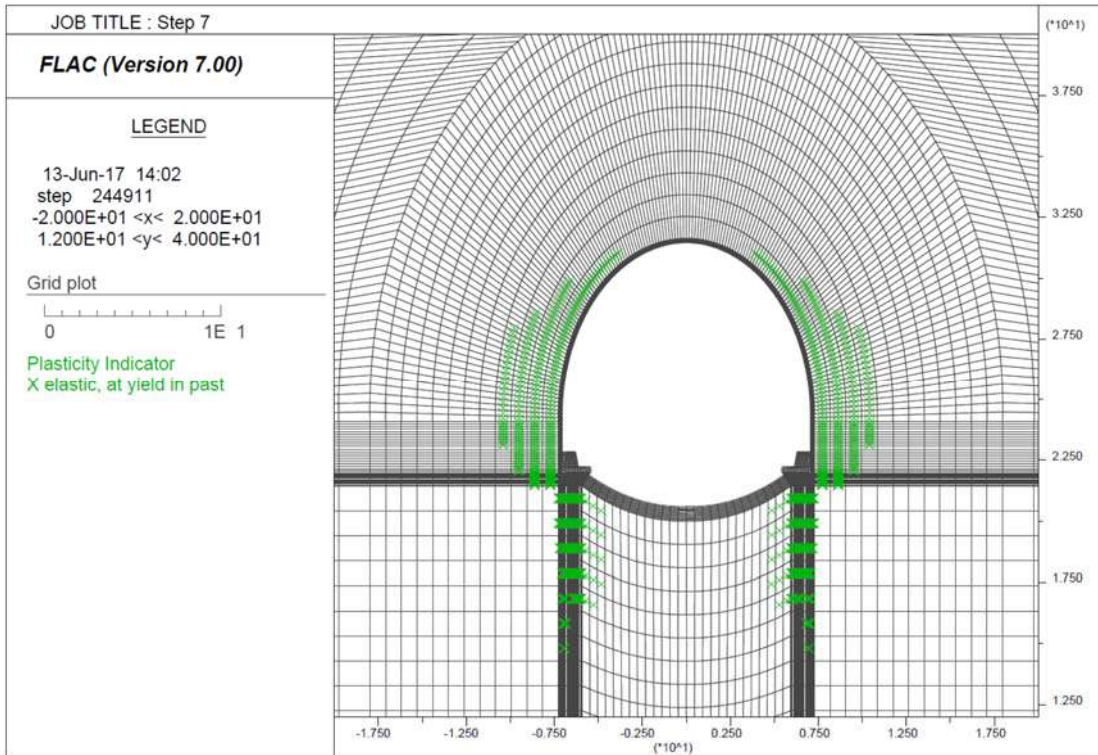 JOB TITLE : Step 7
(*10^1)
FLAC (Version 7.00)
LEGEND
13-Jun-17 14:02
step 244911
-2.000E+01 <x< 2.000E+01
1.200E+01 <y< 4.000E+01
Grid plot
0 1E 1
Plasticity Indicator
X elastic, at yield in past
3.750
3.250
2.750
2.250
1.750
1.250
-1.750 -1.250 -0.750 -0.250 0.250 0.750 1.250 1.750
(*10^1)